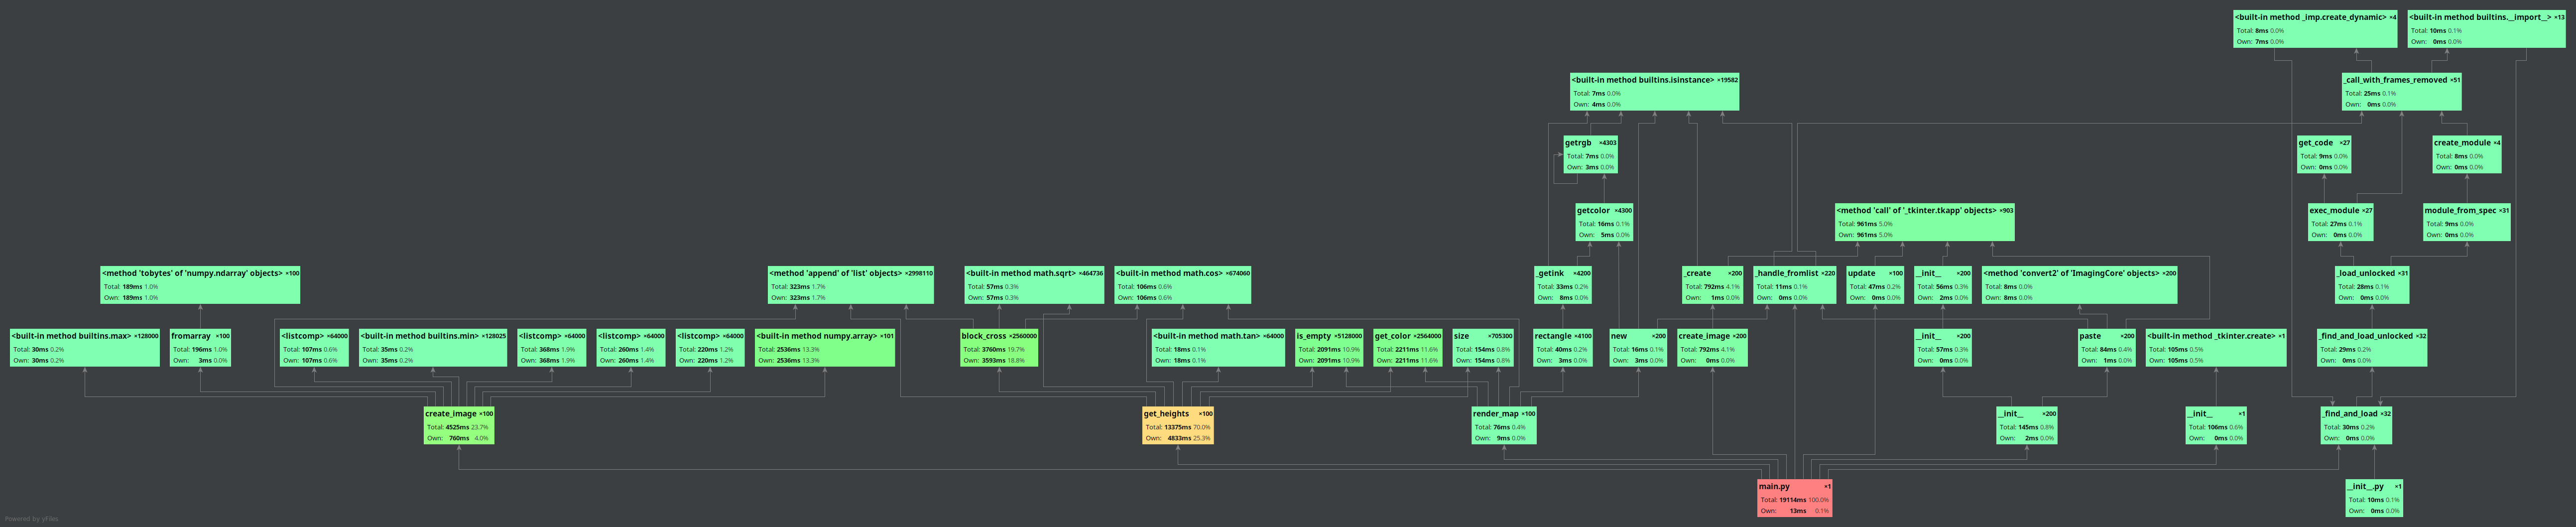 <built-in method _imp.create_dynamic> ×4
Total: 8ms 0.0%
Own: 7ms 0.0%
<built-in method builtins.__import__> ×13
Total: 10ms 0.1%
Own: 0ms 0.0%
<built-in method builtins.isinstance> ×19582
Total: 7ms 0.0%
Own: 4ms 0.0%
_call_with_frames_removed ×51
Total: 25ms 0.1%
Own: 0ms 0.0%
getrgb ×4303
Total: 7ms 0.0%
Own: 3ms 0.0%
get_code ×27
Total: 9ms 0.0%
Own: 0ms 0.0%
create_module ×4
Total: 8ms 0.0%
Own: 0ms 0.0%
getcolor ×4300
Total: 16ms 0.1%
Own: 5ms 0.0%
<method 'call' of '_tkinter.tkapp' objects> ×903
Total: 961ms 5.0%
Own: 961ms 5.0%
exec_module ×27
Total: 27ms 0.1%
Own: 0ms 0.0%
module_from_spec ×31
Total: 9ms 0.0%
Own: 0ms 0.0%
<method 'tobytes' of 'numpy.ndarray' objects> ×100
Total: 189ms 1.0%
Own: 189ms 1.0%
<method 'append' of 'list' objects> ×2998110
Total: 323ms 1.7%
Own: 323ms 1.7%
<built-in method math.sqrt> ×464736
Total: 57ms 0.3%
Own: 57ms 0.3%
<built-in method math.cos> ×674060
Total: 106ms 0.6%
Own: 106ms 0.6%
_getink ×4200
Total: 33ms 0.2%
Own: 8ms 0.0%
_create ×200
Total: 792ms 4.1%
Own: 1ms 0.0%
_handle_fromlist ×220
Total: 11ms 0.1%
Own: 0ms 0.0%
update ×100
Total: 47ms 0.2%
Own: 0ms 0.0%
__init__ ×200
Total: 56ms 0.3%
Own: 2ms 0.0%
<method 'convert2' of 'ImagingCore' objects> ×200
Total: 8ms 0.0%
Own: 8ms 0.0%
_load_unlocked ×31
Total: 28ms 0.1%
Own: 0ms 0.0%
<built-in method builtins.max> ×128000
Total: 30ms 0.2%
Own: 30ms 0.2%
fromarray ×100
Total: 196ms 1.0%
Own: 3ms 0.0%
<listcomp> ×64000
Total: 107ms 0.6%
Own: 107ms 0.6%
<built-in method builtins.min> ×128025
Total: 35ms 0.2%
Own: 35ms 0.2%
<listcomp> ×64000
Total: 368ms 1.9%
Own: 368ms 1.9%
<listcomp> ×64000
Total: 260ms 1.4%
Own: 260ms 1.4%
<listcomp> ×64000
Total: 220ms 1.2%
Own: 220ms 1.2%
<built-in method numpy.array> ×101
Total: 2536ms 13.3%
Own: 2536ms 13.3%
block_cross ×2560000
Total: 3760ms 19.7%
Own: 3593ms 18.8%
<built-in method math.tan> ×64000
Total: 18ms 0.1%
Own: 18ms 0.1%
is_empty ×5128000
Total: 2091ms 10.9%
Own: 2091ms 10.9%
get_color ×2564000
Total: 2211ms 11.6%
Own: 2211ms 11.6%
size ×705300
Total: 154ms 0.8%
Own: 154ms 0.8%
rectangle ×4100
Total: 40ms 0.2%
Own: 3ms 0.0%
new ×200
Total: 16ms 0.1%
Own: 3ms 0.0%
create_image ×200
Total: 792ms 4.1%
Own: 0ms 0.0%
__init__ ×200
Total: 57ms 0.3%
Own: 0ms 0.0%
paste ×200
Total: 84ms 0.4%
Own: 1ms 0.0%
<built-in method _tkinter.create> ×1
Total: 105ms 0.5%
Own: 105ms 0.5%
_find_and_load_unlocked ×32
Total: 29ms 0.2%
Own: 0ms 0.0%
create_image ×100
Total: 4525ms 23.7%
Own: 760ms 4.0%
get_heights ×100
Total: 13375ms 70.0%
Own: 4833ms 25.3%
render_map ×100
Total: 76ms 0.4%
Own: 9ms 0.0%
__init__ ×200
Total: 145ms 0.8%
Own: 2ms 0.0%
__init__ ×1
Total: 106ms 0.6%
Own: 0ms 0.0%
_find_and_load ×32
Total: 30ms 0.2%
Own: 0ms 0.0%
main.py ×1
Total: 19114ms 100.0%
Own: 13ms 0.1%
__init__.py ×1
Total: 10ms 0.1%
Own: 0ms 0.0%
Powered by yFiles